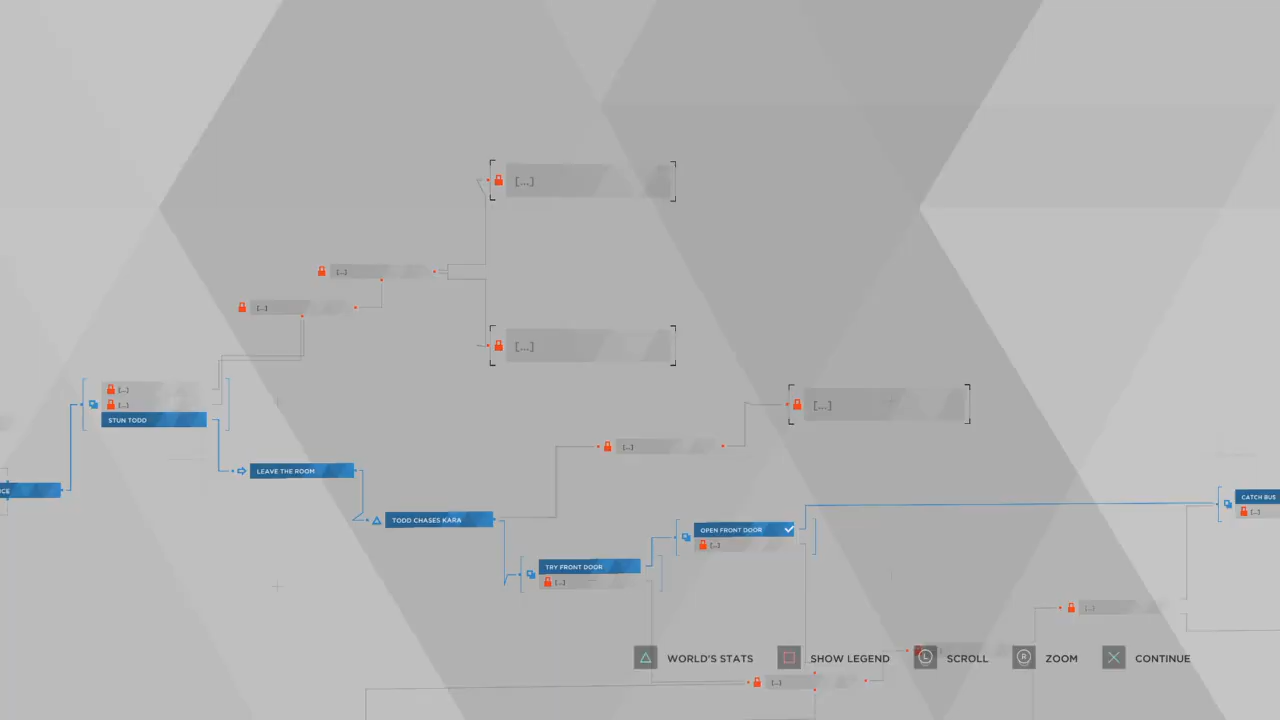 [...]
[...]
[...]
[...]
[...]
[...]
STUN TODD
[...]
[...]
LEAVE THE ROOM
RCE
CATCH BUS
[...]
TODD CHASES KARA
OPEN FRONT DOOR
[...]
TRY FRONT DOOR
[...]
[...]
WORLD'S STATS
SHOW LEGEND
L
SCROLL
R
ZOOM
CONTINUE
[...]